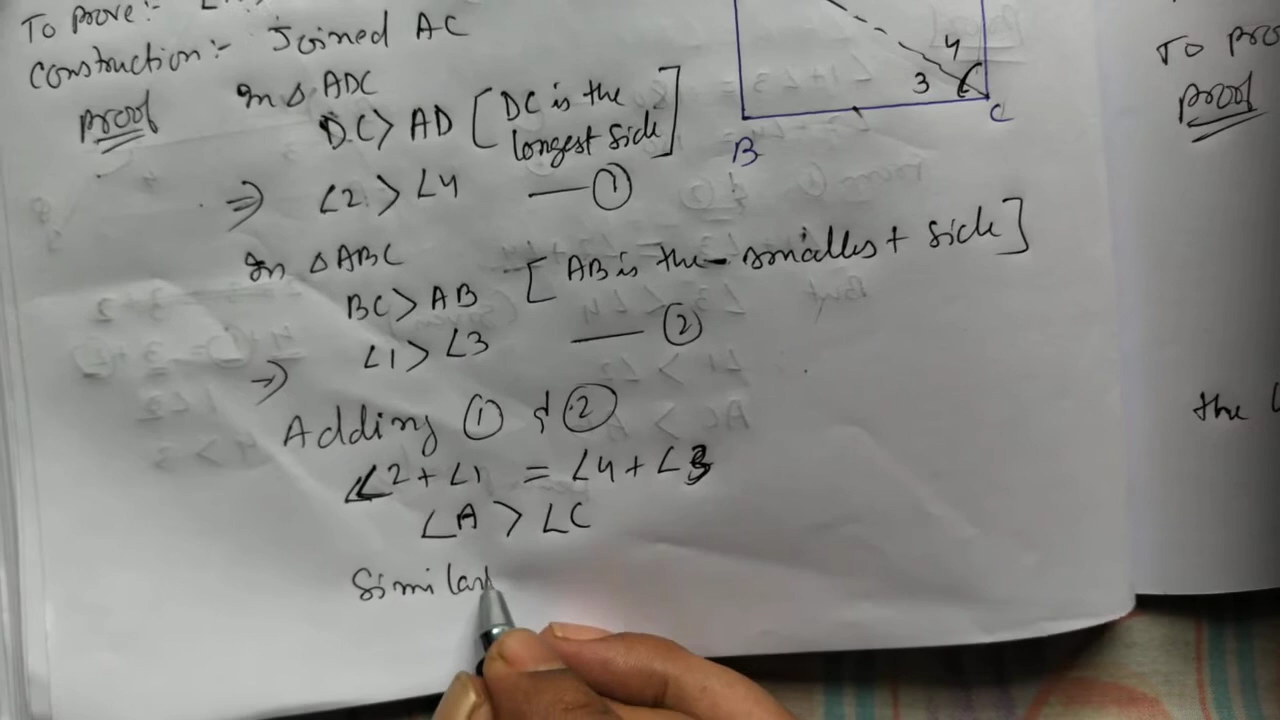 To prove:- ∠
Construction:- Joined AC
Proof In △ ADC
DC > AD [DC is the
longest side]
⇒ ∠2 > ∠4 — ①
In △ABC
BC > AB [AB is the smallest side]
⇒ ∠1 > ∠3 — ②
Adding ① & ②
∠2 + ∠1 = ∠4 + ∠3
∠A > ∠C
Similarl
4
3
B
C
To pro
Proof
the